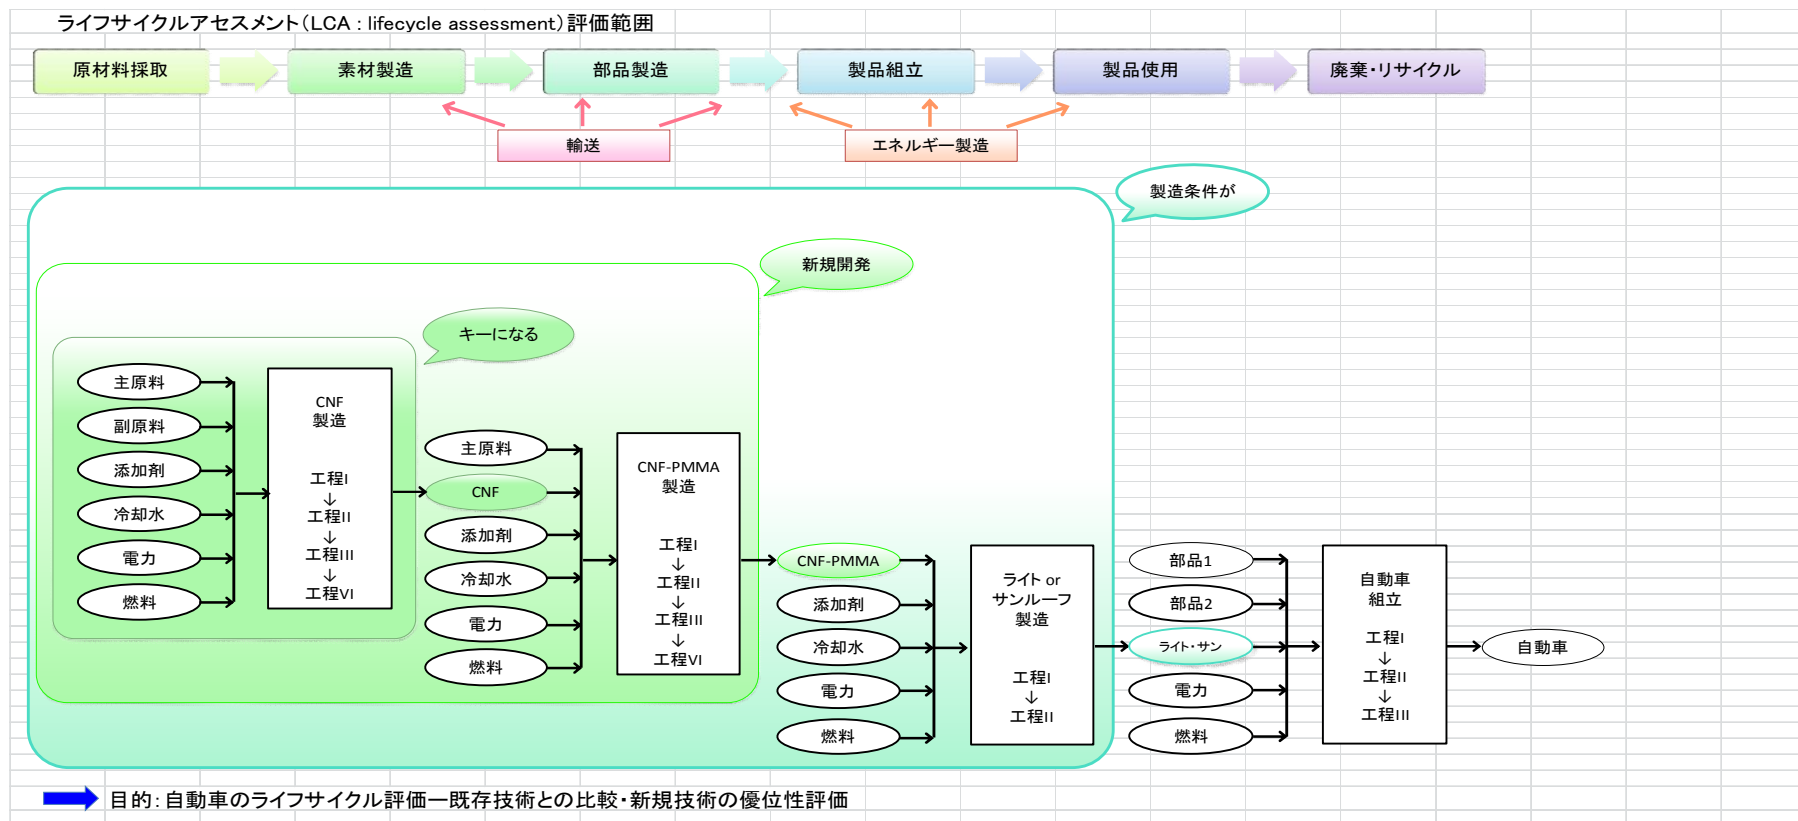 ライフサイクルアセスメント（LCA : lifecycle assessment）評価範囲
原材料採取
素材製造
部品製造
製品組立
製品使用
廃棄・リサイクル
輸送
エネルギー製造
製造条件が
新規開発
キーになる
主原料
副原料
添加剤
冷却水
電力
燃料
CNF
製造
工程I
↓
工程II
↓
工程III
↓
工程VI
主原料
CNF
添加剤
冷却水
電力
燃料
CNF-PMMA
製造
工程I
↓
工程II
↓
工程III
↓
工程VI
CNF-PMMA
添加剤
冷却水
電力
燃料
ライト or
サンルーフ
製造
工程I
↓
工程II
部品1
部品2
ライト・サン
電力
燃料
自動車
組立
工程I
↓
工程II
↓
工程III
自動車
目的：自動車のライフサイクル評価ー既存技術との比較・新規技術の優位性評価